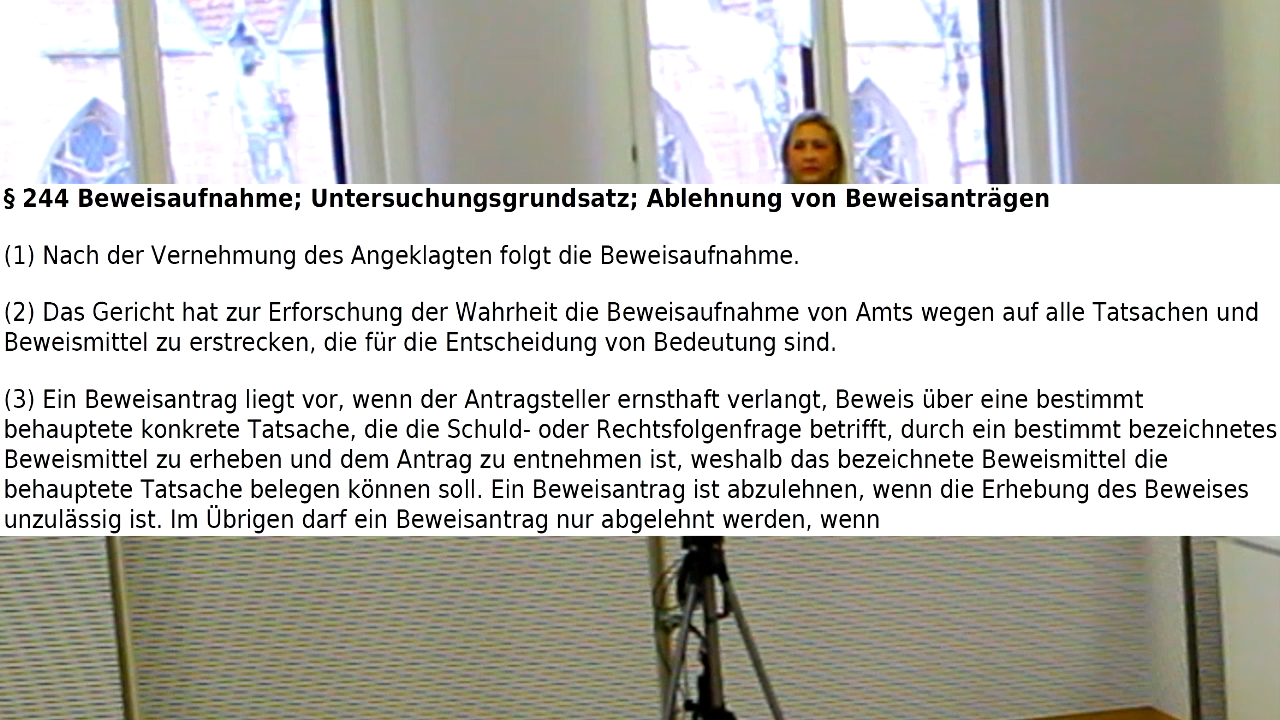 § 244 Beweisaufnahme; Untersuchungsgrundsatz; Ablehnung von Beweisanträgen
(1) Nach der Vernehmung des Angeklagten folgt die Beweisaufnahme.
(2) Das Gericht hat zur Erforschung der Wahrheit die Beweisaufnahme von Amts wegen auf alle Tatsachen und
Beweismittel zu erstrecken, die für die Entscheidung von Bedeutung sind.
(3) Ein Beweisantrag liegt vor, wenn der Antragsteller ernsthaft verlangt, Beweis über eine bestimmt
behauptete konkrete Tatsache, die die Schuld- oder Rechtsfolgenfrage betrifft, durch ein bestimmt bezeichnetes
Beweismittel zu erheben und dem Antrag zu entnehmen ist, weshalb das bezeichnete Beweismittel die
behauptete Tatsache belegen können soll. Ein Beweisantrag ist abzulehnen, wenn die Erhebung des Beweises
unzulässig ist. Im Übrigen darf ein Beweisantrag nur abgelehnt werden, wenn